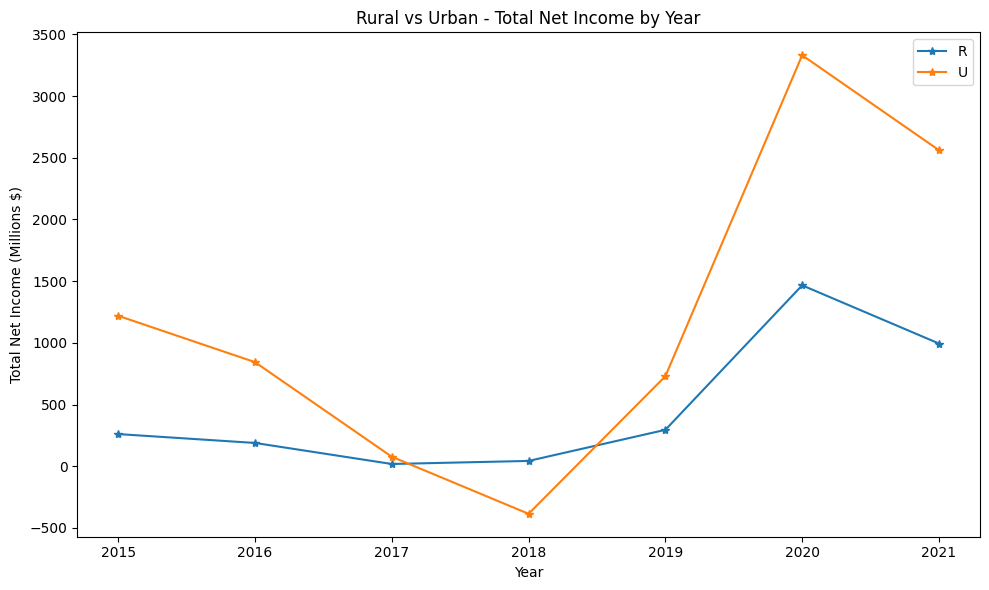 Rural vs Urban - Total Net Income by Year
R
U
Total Net Income (Millions $)
3500
3000
2500
2000
1500
1000
500
0
−500
2015 2016 2017 2018 2019 2020 2021
Year